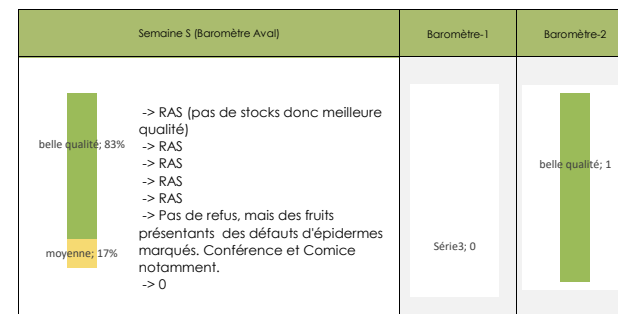 Semaine S (Baromètre Aval)
Baromètre-1
Baromètre-2
belle qualité; 83%
moyenne; 17%
-> RAS (pas de stocks donc meilleure
qualité)
-> RAS
-> RAS
-> RAS
-> RAS
-> Pas de refus, mais des fruits
présentants des défauts d'épidermes
marqués. Conférence et Comice
notamment.
-> 0
Série3; 0
belle qualité; 1